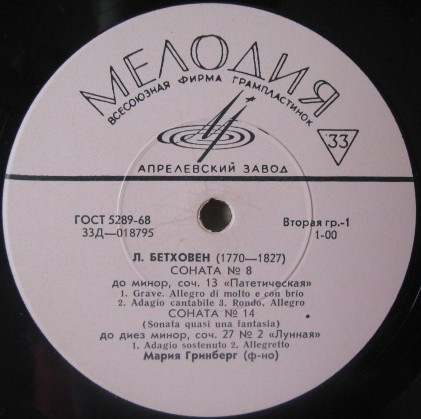 МЕЛОДИЯ
ВСЕСОЮЗНАЯ ФИРМА ГРАМПЛАСТИНОК
33
АПРЕЛЕВСКИЙ ЗАВОД
ГОСТ 5289-68
33Д—018795
Вторая гр.-1
1-00
Л. БЕТХОВЕН (1770—1827)
СОНАТА № 8
до минор, соч. 13 «Патетическая»
1. Grave. Allegro di molto e con brio
2. Adagio cantabile 3. Rondo. Allegro
СОНАТА № 14
(Sonata quasi una fantasia)
до диез минор, соч. 27 № 2 «Лунная»
1. Adagio sostenuto 2. Allegretto
Мария Гринберг (ф-но)